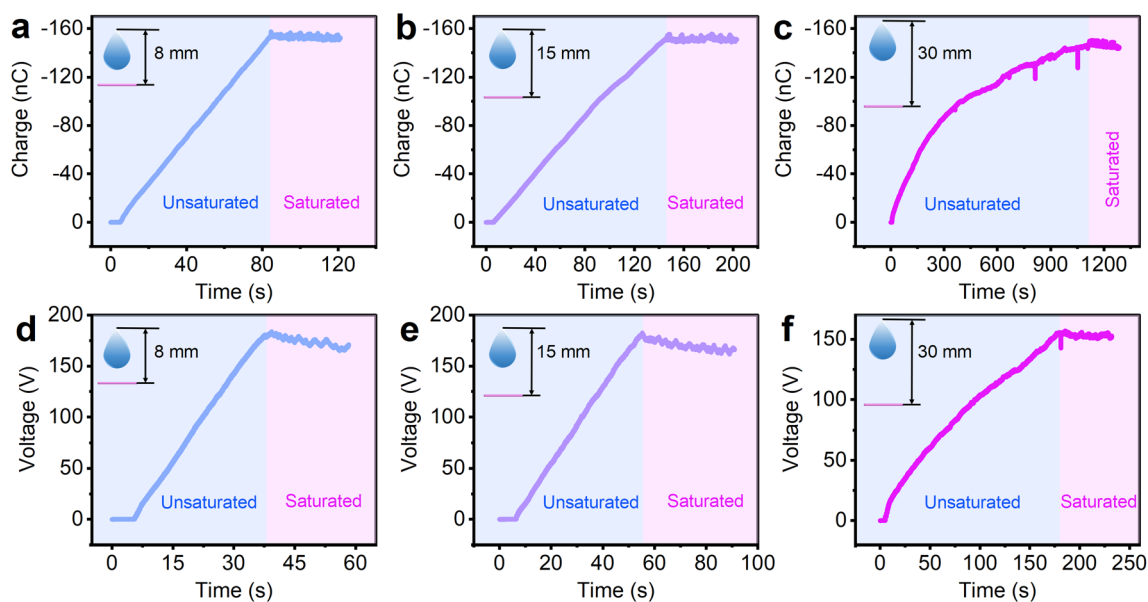 a
8 mm
Charge (nC)
-160
-120
-80
-40
0
Unsaturated
Saturated
0 40 80 120
Time (s)
b
15 mm
Charge (nC)
-160
-120
-80
-40
0
Unsaturated
Saturated
0 40 80 120 160 200
Time (s)
c
30 mm
Charge (nC)
-160
-120
-80
-40
0
Unsaturated
Saturated
0 300 600 900 1200
Time (s)
d
8 mm
Voltage (V)
200
150
100
50
0
Unsaturated
Saturated
0 15 30 45 60
Time (s)
e
15 mm
Voltage (V)
200
150
100
50
0
Unsaturated
Saturated
0 20 40 60 80 100
Time (s)
f
30 mm
Voltage (V)
150
100
50
0
Unsaturated
Saturated
0 50 100 150 200 250
Time (s)